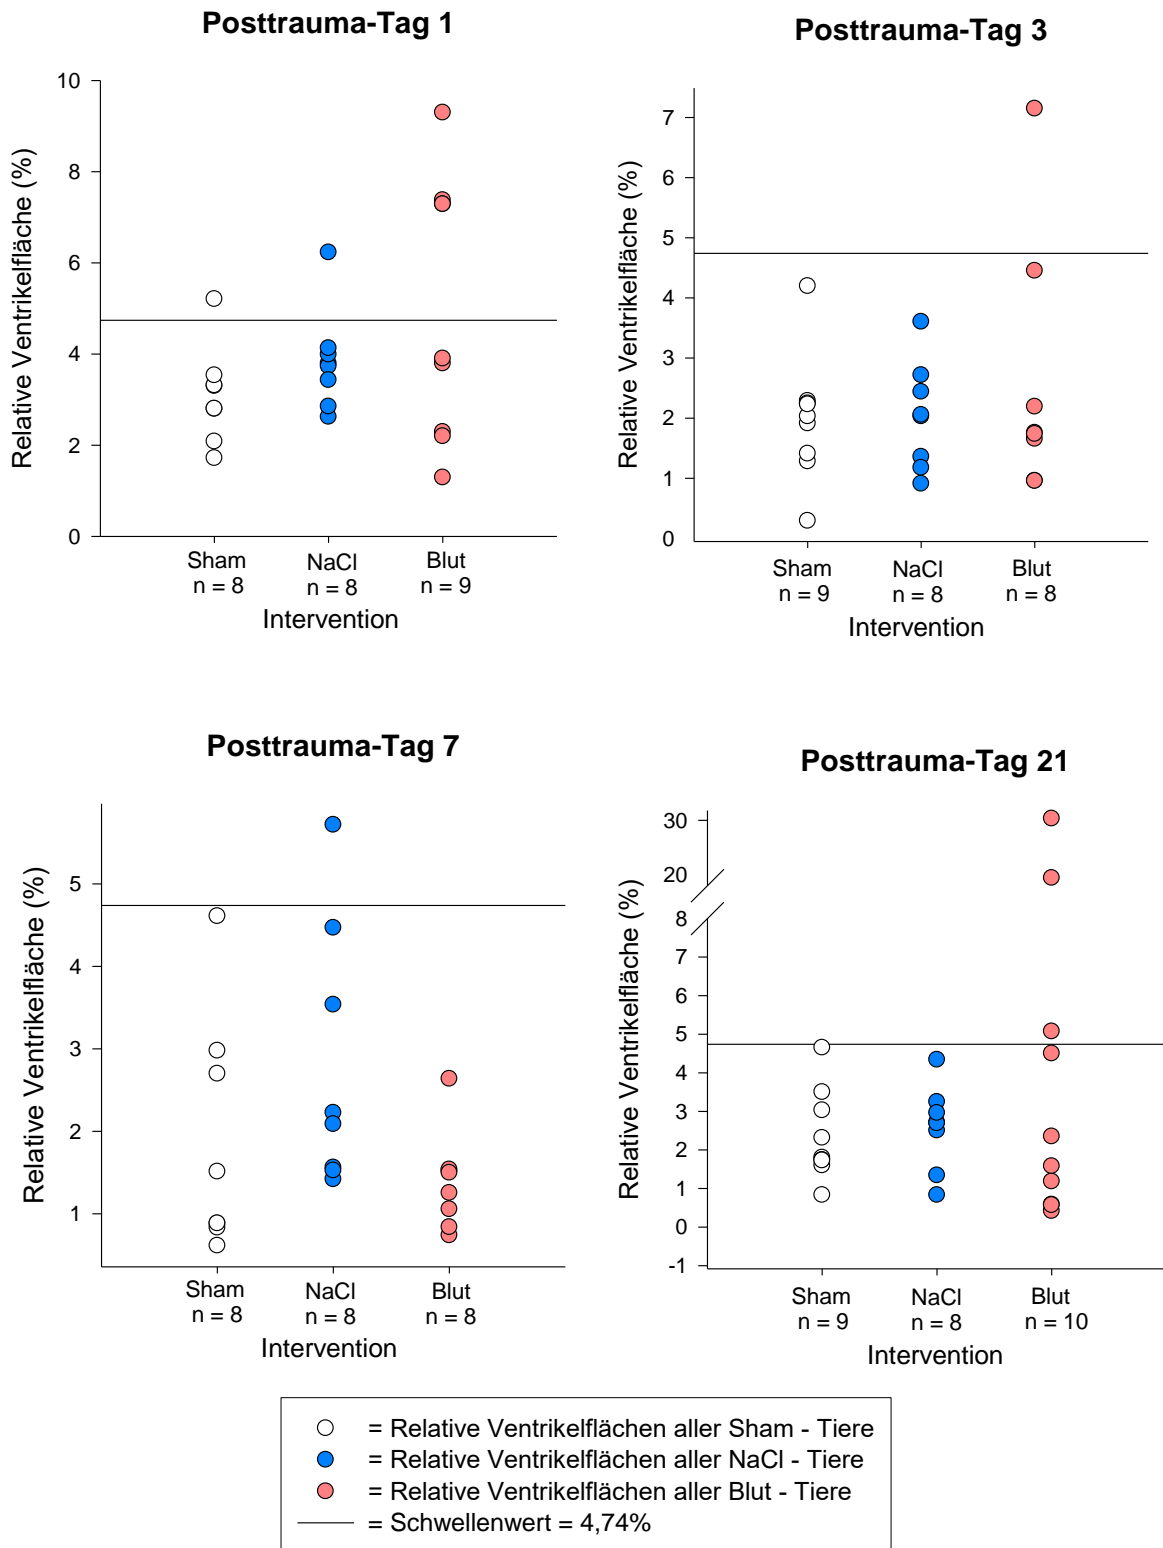 Posttrauma-Tag 1
Relative Ventrikelfläche (%)
10
8
6
4
2
0
Sham
n = 8
NaCl
n = 8
Blut
n = 9
Intervention
Posttrauma-Tag 3
Relative Ventrikelfläche (%)
7
6
5
4
3
2
1
0
Sham
n = 9
NaCl
n = 8
Blut
n = 8
Intervention
Posttrauma-Tag 7
Relative Ventrikelfläche (%)
5
4
3
2
1
Sham
n = 8
NaCl
n = 8
Blut
n = 8
Intervention
Posttrauma-Tag 21
Relative Ventrikelfläche (%)
30
20
8
7
6
5
4
3
2
1
0
-1
Sham
n = 9
NaCl
n = 8
Blut
n = 10
Intervention
= Relative Ventrikelflächen aller Sham - Tiere
= Relative Ventrikelflächen aller NaCl - Tiere
= Relative Ventrikelflächen aller Blut - Tiere
= Schwellenwert = 4,74%